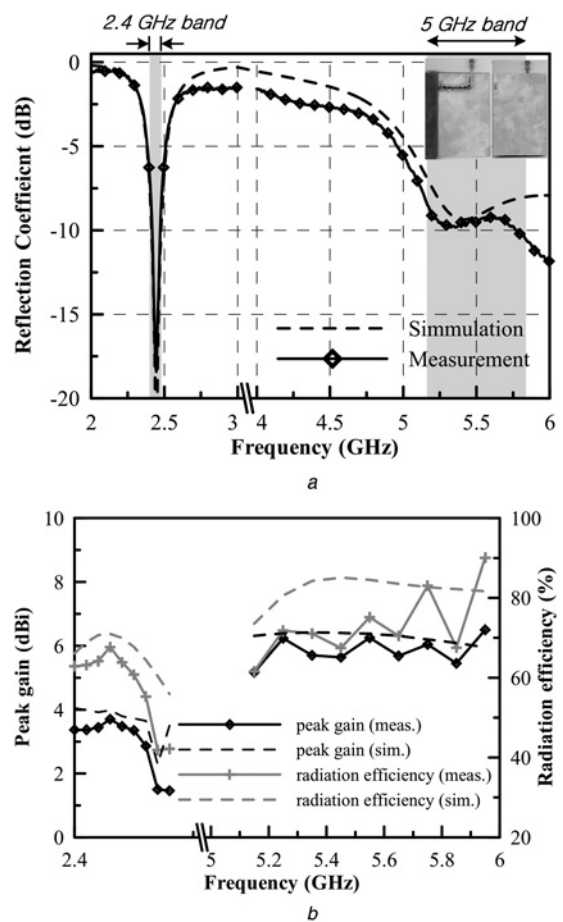 2.4 GHz band
5 GHz band
0
-5
-10
-15
-20
Reflection Coefficieicnt (dB)
Simmulation
Measurement
2 2.5 3 4 4.5 5 5.5 6
Frequency (GHz)
a
10
8
6
4
2
0
Peak gain (dBi)
100
80
60
40
20
Radiation efficiency (%)
peak gain (meas.)
peak gain (sim.)
radiation efficiency (meas.)
radiation efficiency (sim.)
2.4 5 5.2 5.4 5.6 5.8 6
Frequency (GHz)
b